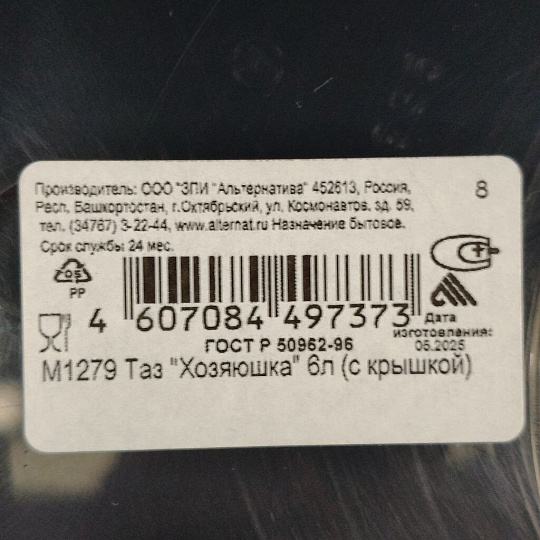 Производитель: ООО "ЗПИ "Альтернатива" 452613, Россия,
8
Респ. Башкортостан, г.Октябрьский, ул. Космонавтов. зд. 59,
тел. (34767) 3-22-44, www.alternat.ru Назначение бытовое.
Срок службы 24 мес.
05
PP
4 607084 497373
Дата
изготовления:
05.2025
ГОСТ Р 50962-96
М1279 Таз "Хозяюшка" 6л (с крышкой)